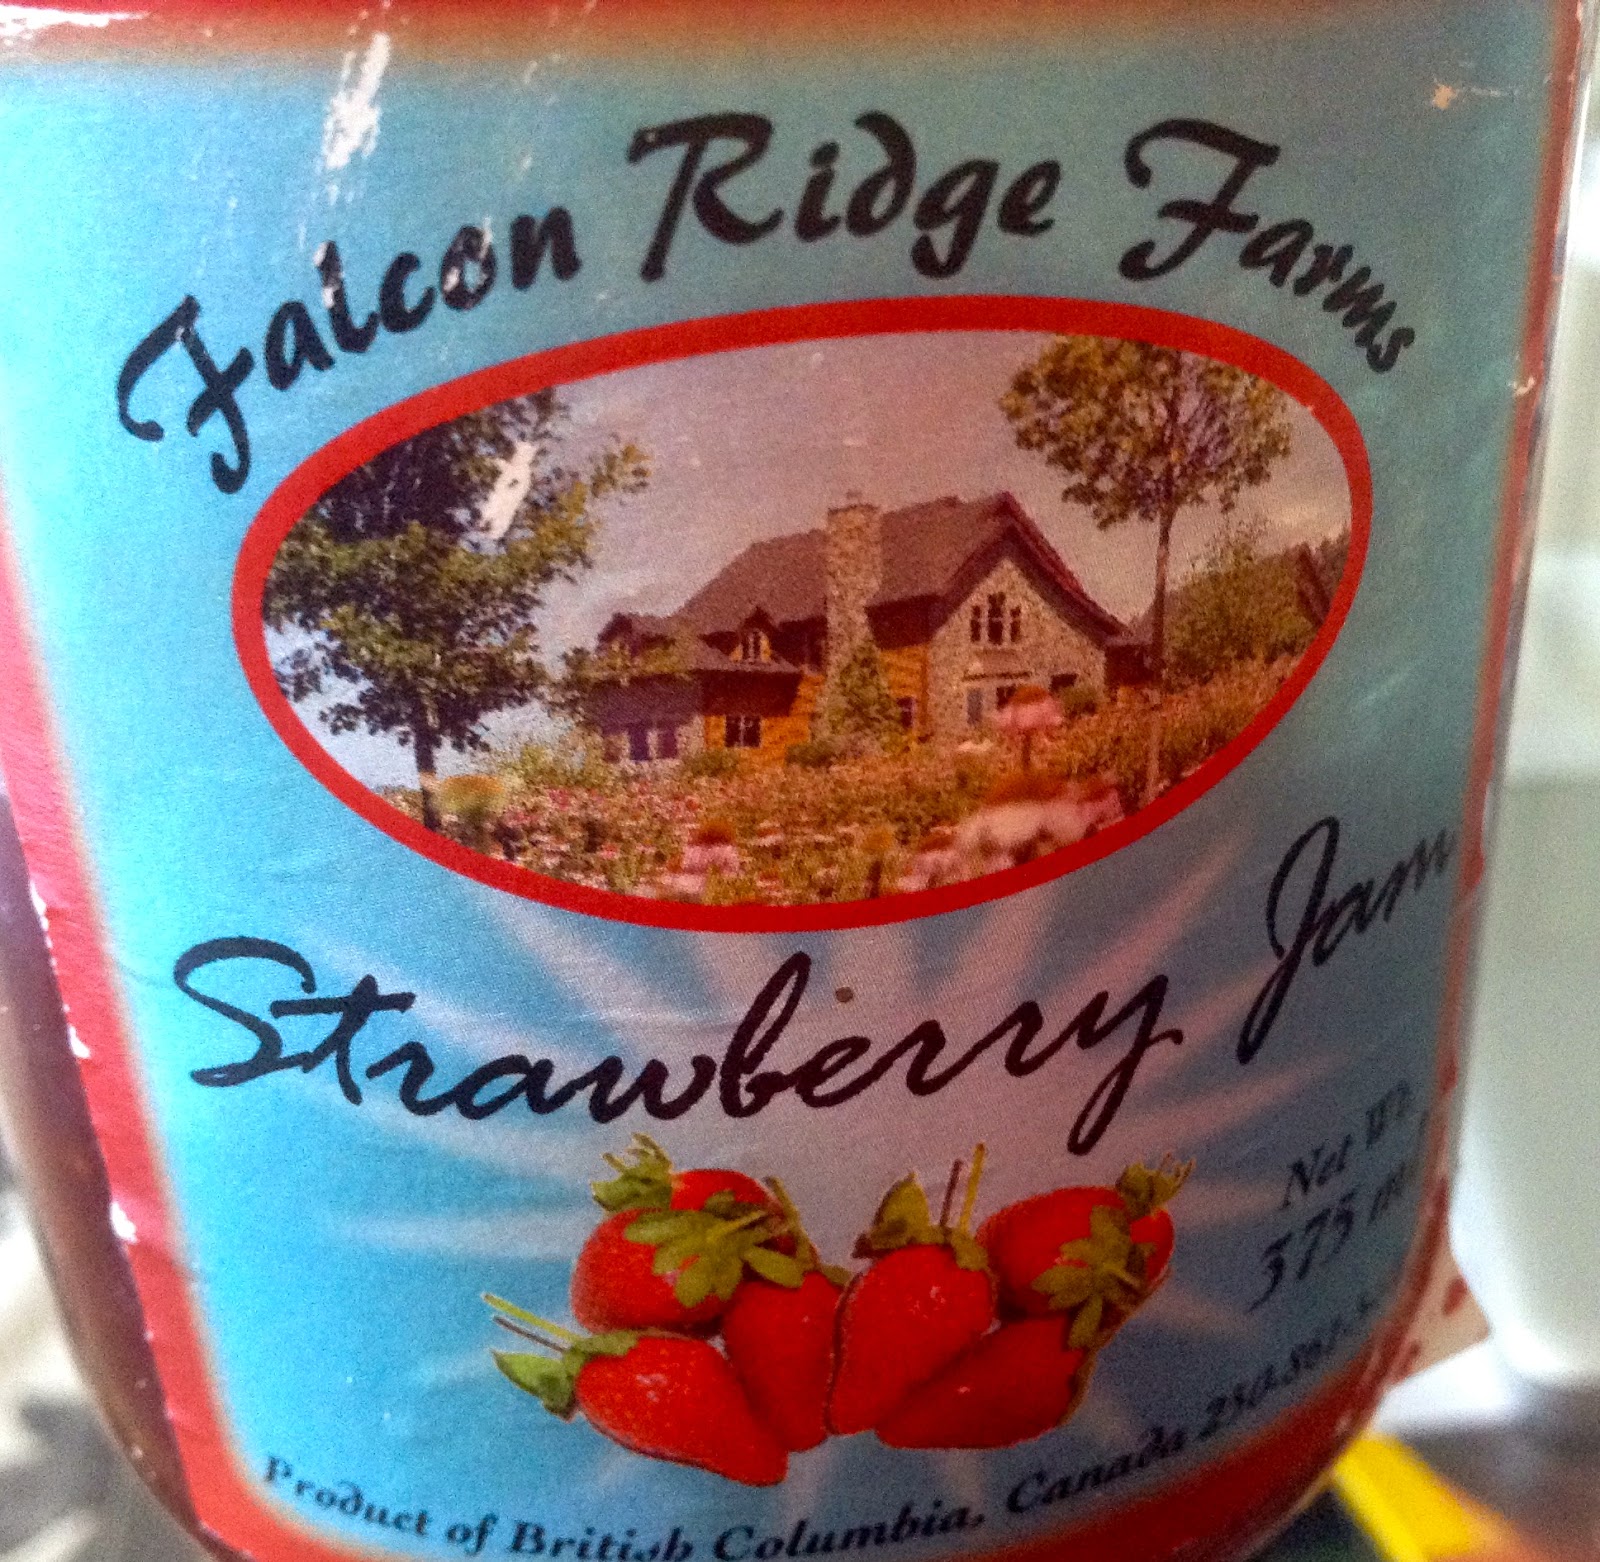 Falcon Ridge Farms
Strawberry Jam
Net Wt.
375 m
Product of British Columbia, Canada